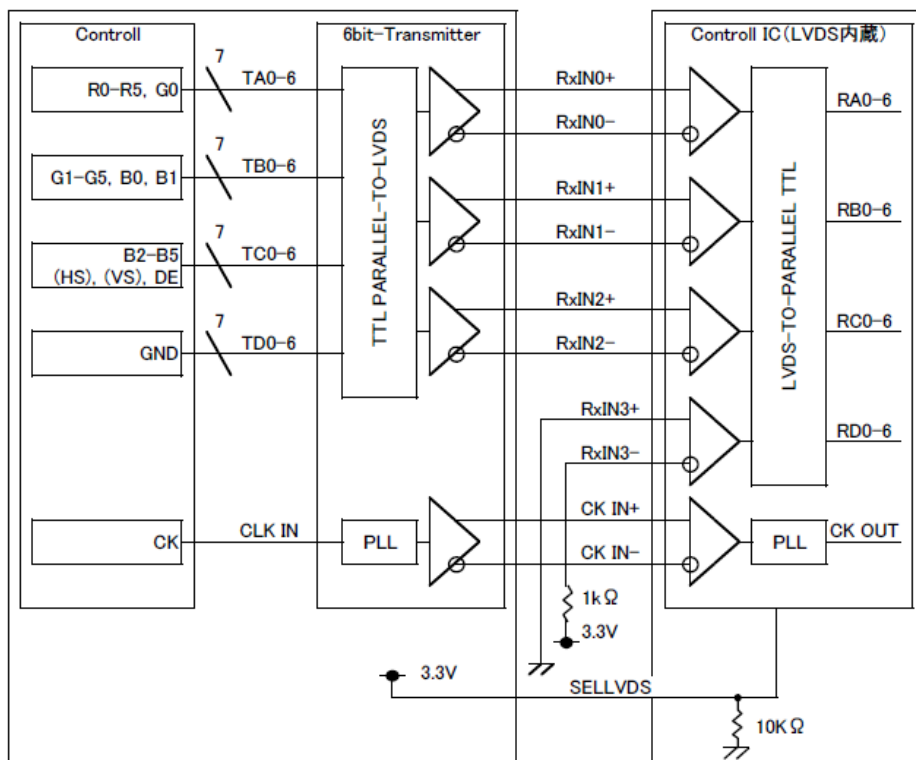 Controll
6bit-Transmitter
Controll IC(LVDS内蔵)
R0-R5, G0
7
TA0-6
RxIN0+
RxIN0-
RA0-6
G1-G5, B0, B1
7
TB0-6
RxIN1+
RxIN1-
RB0-6
B2-B5
(HS), (VS), DE
7
TC0-6
RxIN2+
RxIN2-
RC0-6
GND
7
TD0-6
RxIN3+
RxIN3-
RD0-6
TTL PARALLEL-TO-LVDS
LVDS-TO-PARALLEL TTL
CK
CLK IN
PLL
CK IN+
CK IN-
PLL
CK OUT
1kΩ
3.3V
3.3V
SELLVDS
10KΩ